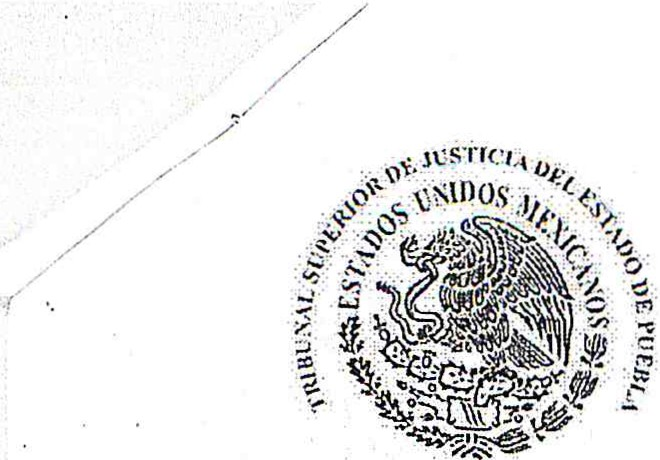 TRIBUNAL SUPERIOR DE JUSTICIA DEL ESTADO DE PUEBLA
ESTADOS UNIDOS MEXICANOS